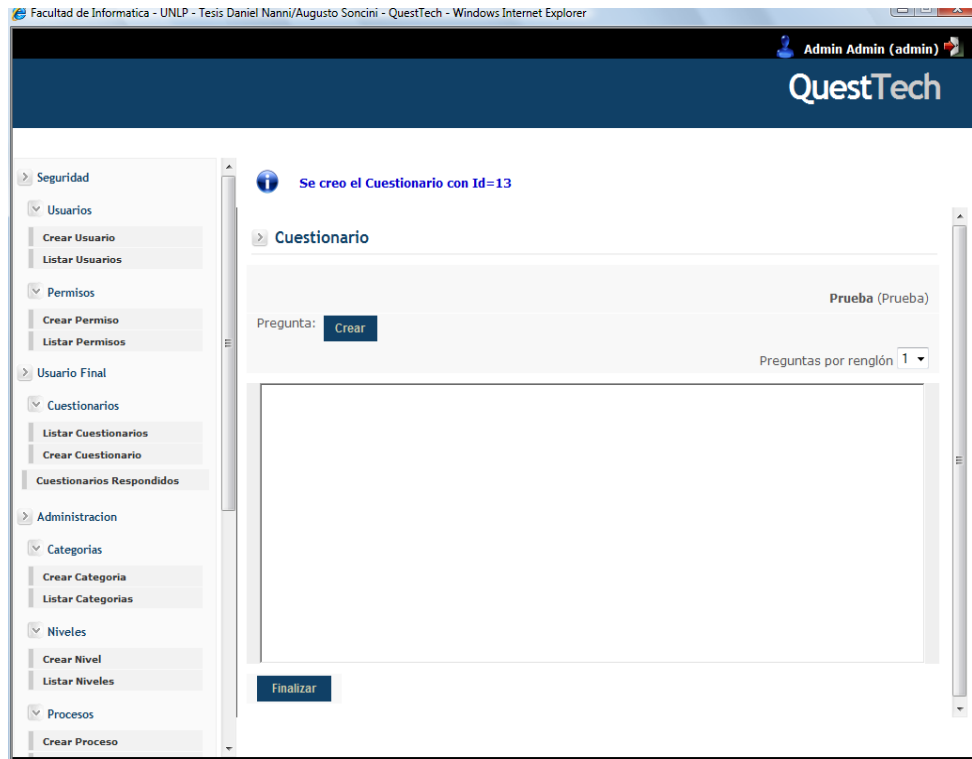 Facultad de Informatica - UNLP - Tesis Daniel Nanni/Augusto Soncini - QuestTech - Windows Internet Explorer
Admin Admin (admin)
QuestTech
Seguridad
Usuarios
Crear Usuario
Listar Usuarios
Permisos
Crear Permiso
Listar Permisos
Usuario Final
Cuestionarios
Listar Cuestionarios
Crear Cuestionario
Cuestionarios Respondidos
Administracion
Categorias
Crear Categoria
Listar Categorias
Niveles
Crear Nivel
Listar Niveles
Procesos
Crear Proceso
Se creo el Cuestionario con Id=13
Cuestionario
Prueba (Prueba)
Pregunta: Crear
Preguntas por renglón 1
Finalizar